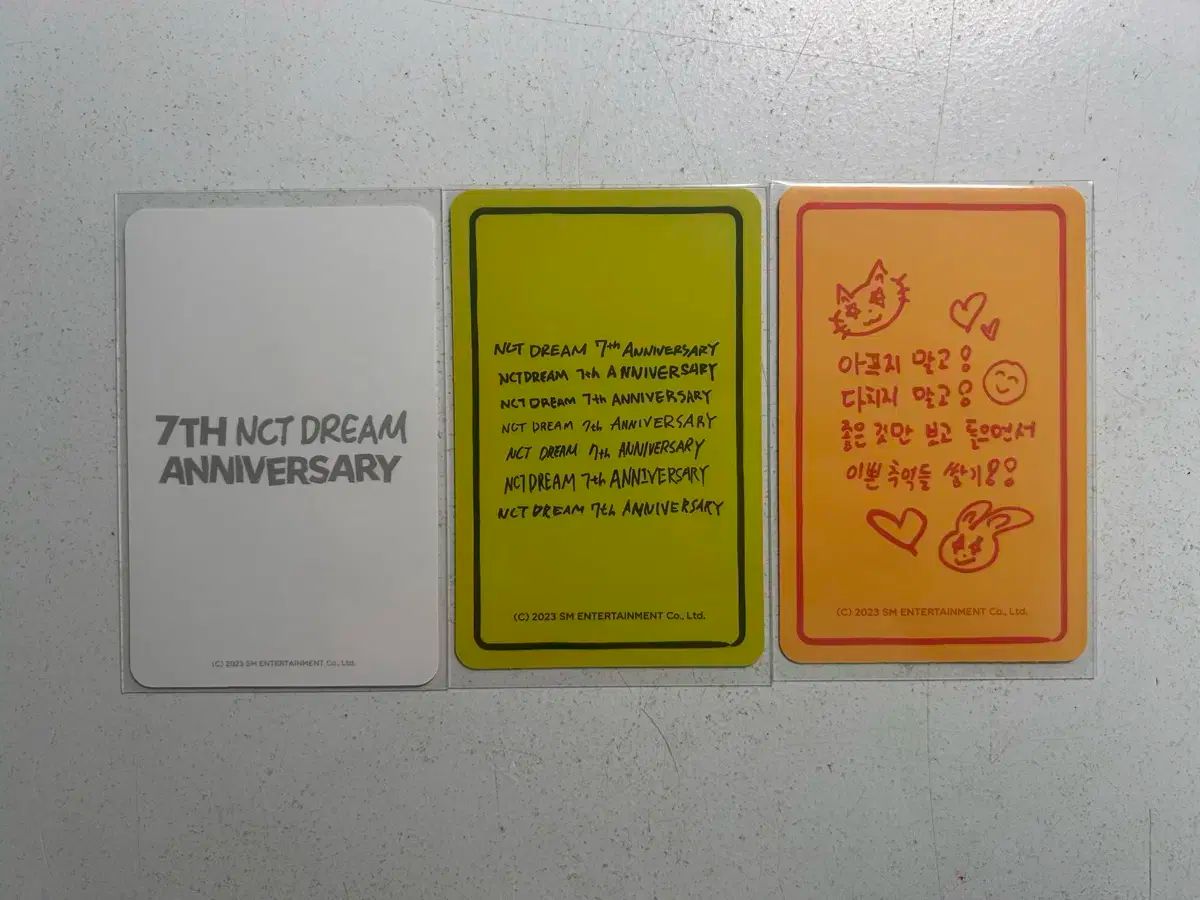 7TH NCT DREAM
ANNIVERSARY
(C) 2023 SM ENTERTAINMENT Co., Ltd.
NCT DREAM 7th ANNIVERSARY
NCT DREAM 7th ANNIVERSARY
NCT DREAM 7th ANNIVERSARY
NCT DREAM 7th ANNIVERSARY
NCT DREAM 7th ANNIVERSARY
NCT DREAM 7th ANNIVERSARY
NCT DREAM 7th ANNIVERSARY
(C) 2023 SM ENTERTAINMENT Co., Ltd.
아프지 말고!
다치지 말고!
좋은 것만 보고 들으면서
이쁜 추억들 쌓기!!
(C) 2023 SM ENTERTAINMENT Co., Ltd.